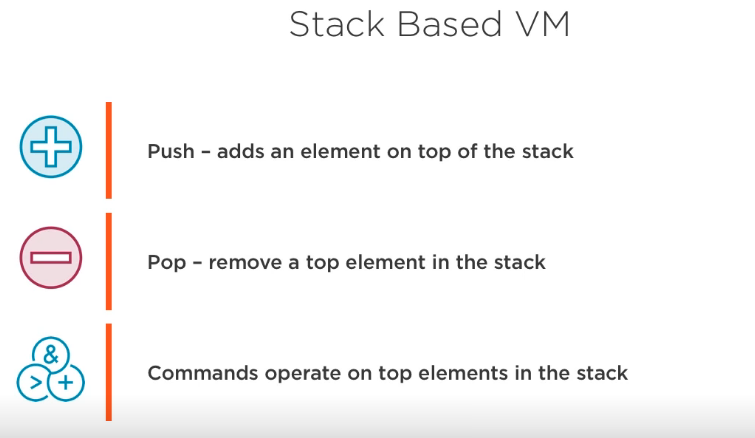 Stack Based VM
Push – adds an element on top of the stack
Pop – remove a top element in the stack
&
> +
Commands operate on top elements in the stack